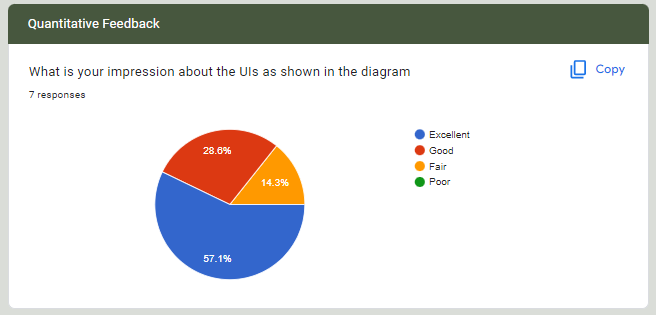 Quantitative Feedback
What is your impression about the UIs as shown in the diagram
Copy
7 responses
28.6%
14.3%
57.1%
Excellent
Good
Fair
Poor